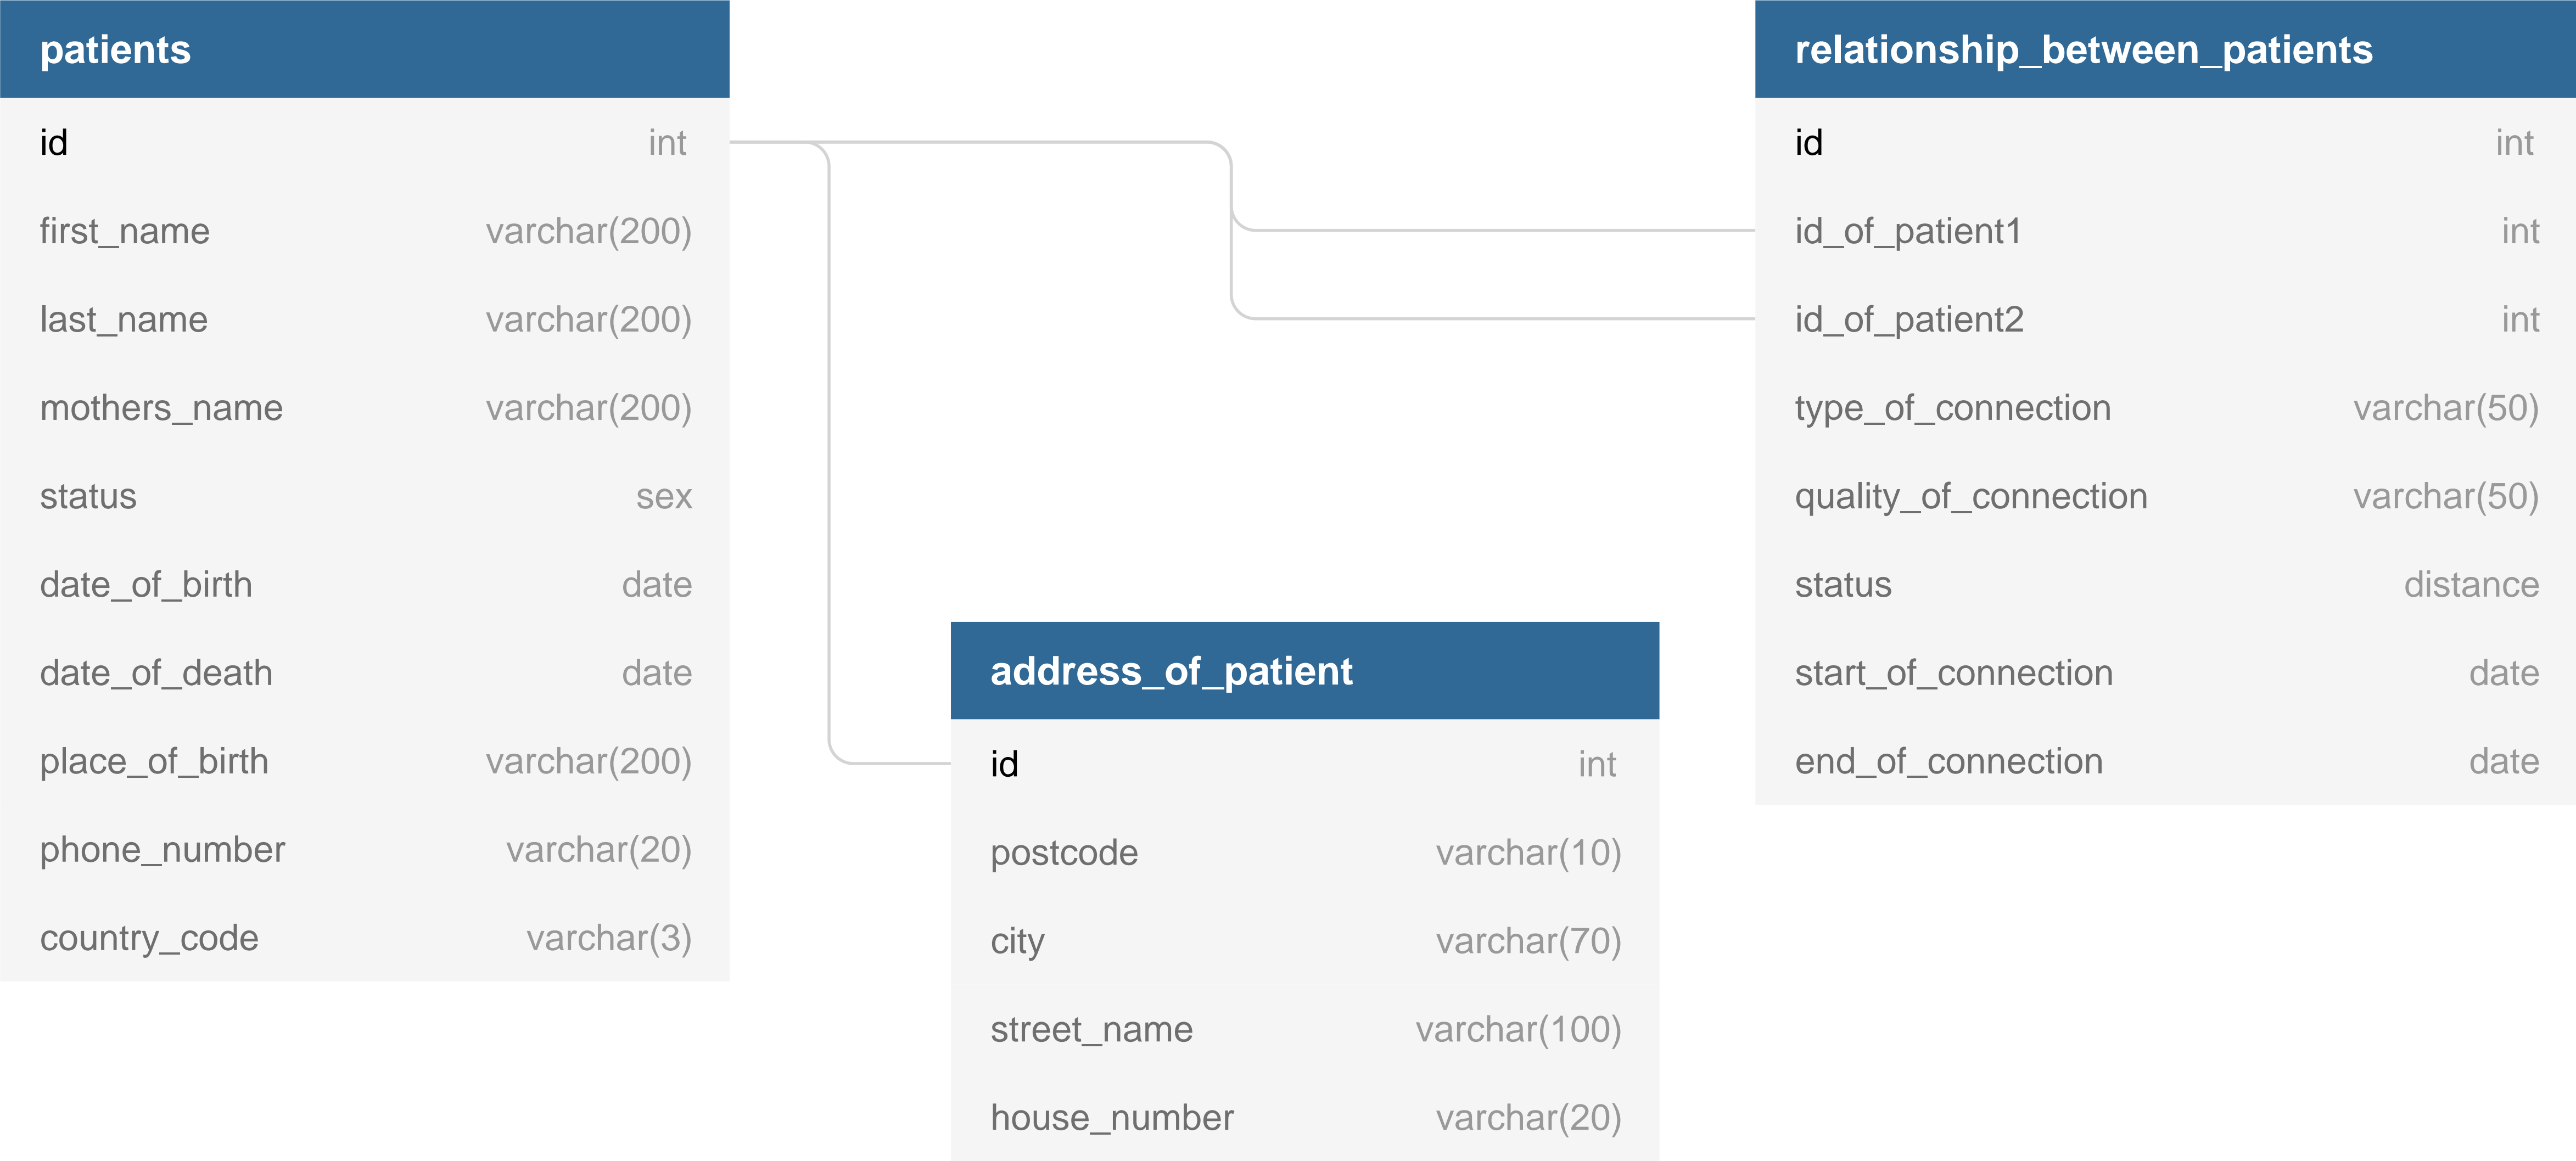 patients
id int
first_name varchar(200)
last_name varchar(200)
mothers_name varchar(200)
status sex
date_of_birth date
date_of_death date
place_of_birth varchar(200)
phone_number varchar(20)
country_code varchar(3)
relationship_between_patients
id int
id_of_patient1 int
id_of_patient2 int
type_of_connection varchar(50)
quality_of_connection varchar(50)
status distance
start_of_connection date
end_of_connection date
address_of_patient
id int
postcode varchar(10)
city varchar(70)
street_name varchar(100)
house_number varchar(20)